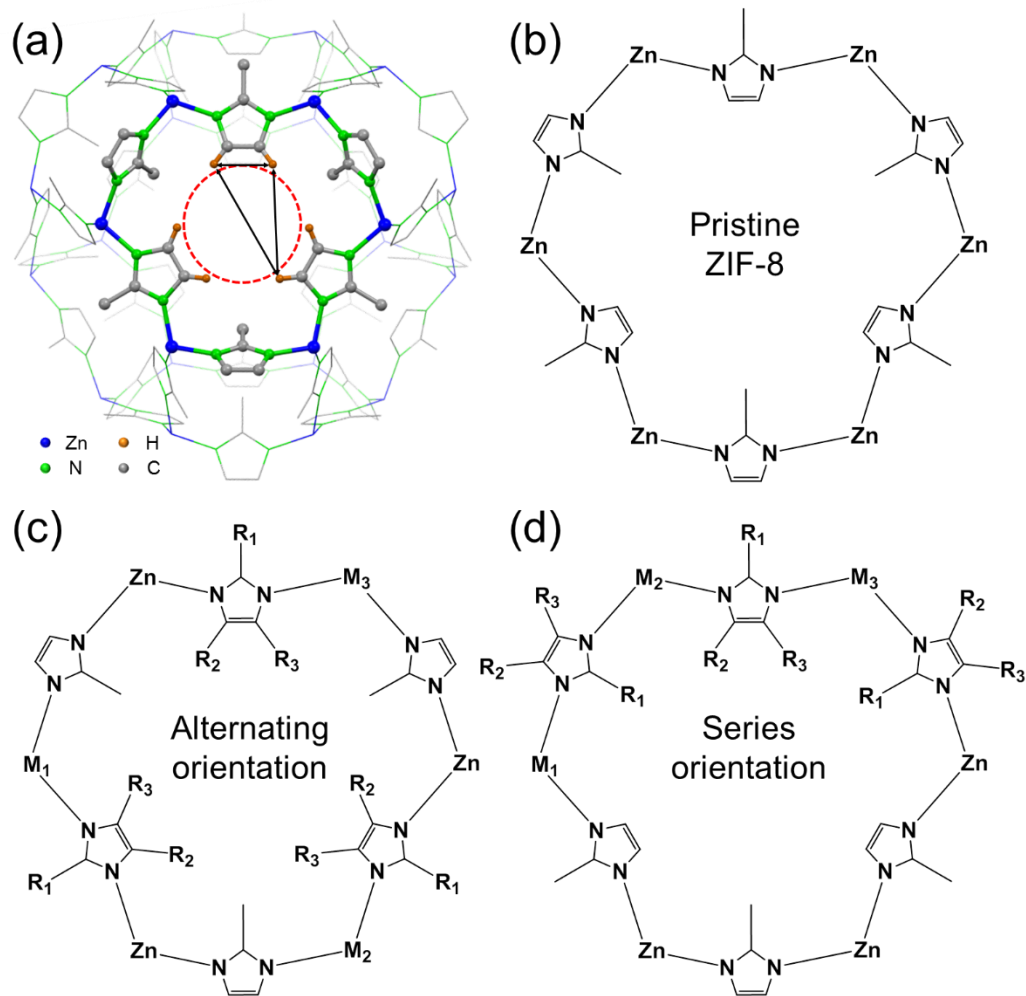 (a)
Zn H
N C
(b)
Zn Zn
N N
N N
N N
Zn Pristine Zn
ZIF-8
N N
N N
Zn N N Zn
(c)
R₁
Zn M₃
N N
N N
R₂ R₃
N N
M₁ Alternating Zn
orientation
R₃ R₂
N N
R₂ R₃
R₁ N N R₁
Zn M₂
N N
(d)
R₁
M₂ M₃
R₃ R₂
N N
N N
R₂ R₂ R₃ R₃
N R₁ R₁ N
M₁ Series Zn
orientation
N N
N N
Zn Zn
N N